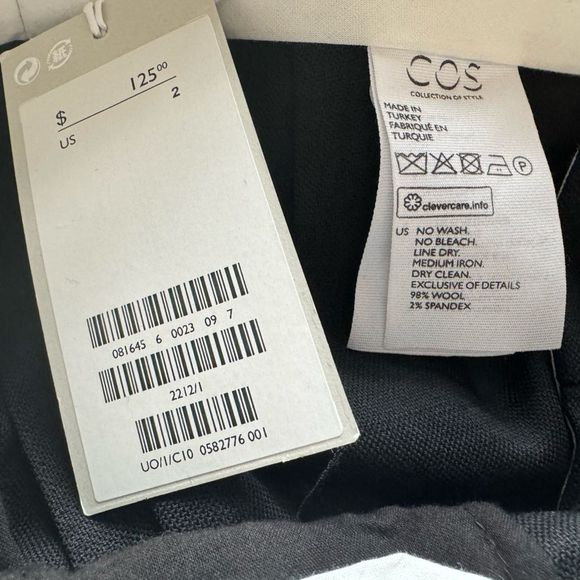 $ 125.00
US 2
081645 6 0023 09 7
2212/1
UO/1/C10 0582776 001
COS
COLLECTION OF STYLE
MADE IN
TURKEY
FABRIQUÉ EN
TURQUIE
P
clevercare.info
US NO WASH.
NO BLEACH.
LINE DRY.
MEDIUM IRON.
DRY CLEAN.
EXCLUSIVE OF DETAILS
98% WOOL
2% SPANDEX